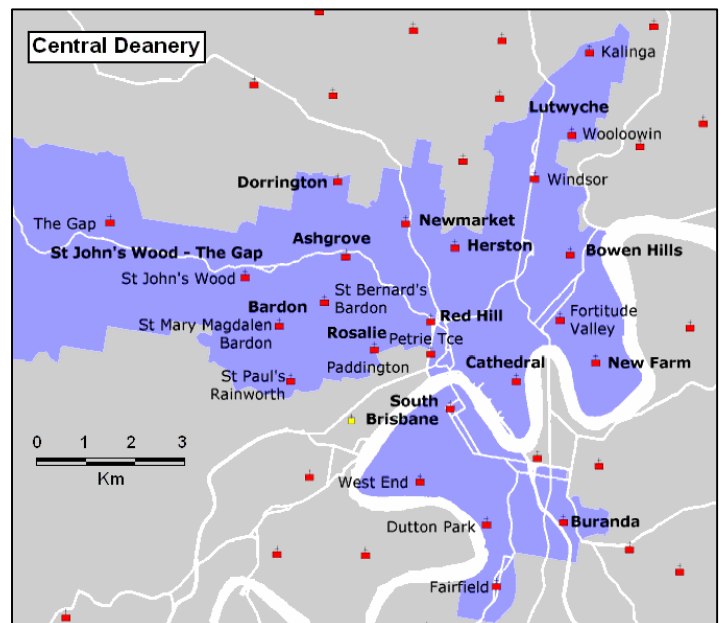 Central Deanery
Kalinga
Lutwyche
Wooloowin
Dorrington
Windsor
The Gap
Newmarket
Ashgrove
Herston
Bowen Hills
St John's Wood - The Gap
St John's Wood
St Bernard's
Bardon
Bardon
St Mary Magdalen
Bardon
Red Hill
Fortitude
Valley
Rosalie
Petrie Tce
Paddington
Cathedral
New Farm
St Paul's
Rainworth
South
Brisbane
0 1 2 3
Km
West End
Dutton Park
Buranda
Fairfield